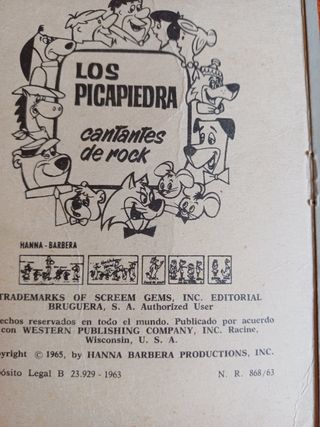 LOS
PICAPIEDRA
cantantes
de rock
HANNA - BARBERA
TRADEMARKS OF SCREEM GEMS, INC. EDITORIAL
BRUGUERA, S. A. Authorized User
echos reservados en todo el mundo. Publicado por acuerdo
con WESTERN PUBLISHING COMPANY, INC. Racine,
Wisconsin, U. S. A.
opyright © 1965, by HANNA BARBERA PRODUCTIONS, INC.
pósito Legal B 23.929 - 1963
N. R. 868/63